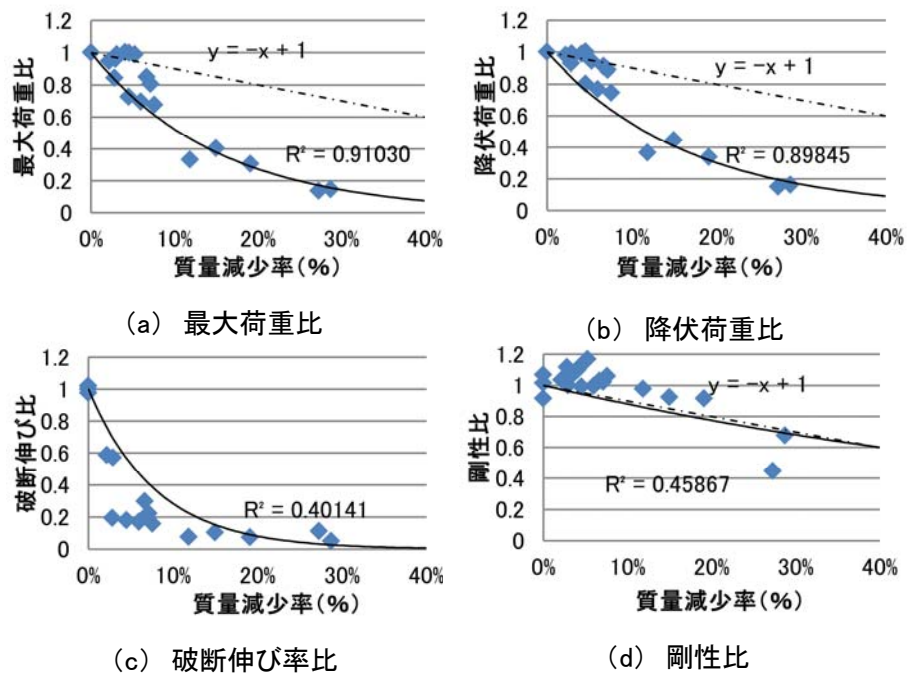 1.2
1
0.8
0.6
0.4
0.2
0
最大荷重比
y = −x + 1
R² = 0.91030
0% 10% 20% 30% 40%
質量減少率(%)
(a) 最大荷重比
1.2
1
0.8
0.6
0.4
0.2
0
降伏荷重比
y = −x + 1
R² = 0.89845
0% 10% 20% 30% 40%
質量減少率(%)
(b) 降伏荷重比
1.2
1
0.8
0.6
0.4
0.2
0
破断伸び比
R² = 0.40141
0% 10% 20% 30% 40%
質量減少率(%)
(c) 破断伸び率比
1.2
1
0.8
0.6
0.4
0.2
0
剛性比
y = −x + 1
R² = 0.45867
0% 10% 20% 30% 40%
質量減少率(%)
(d) 剛性比